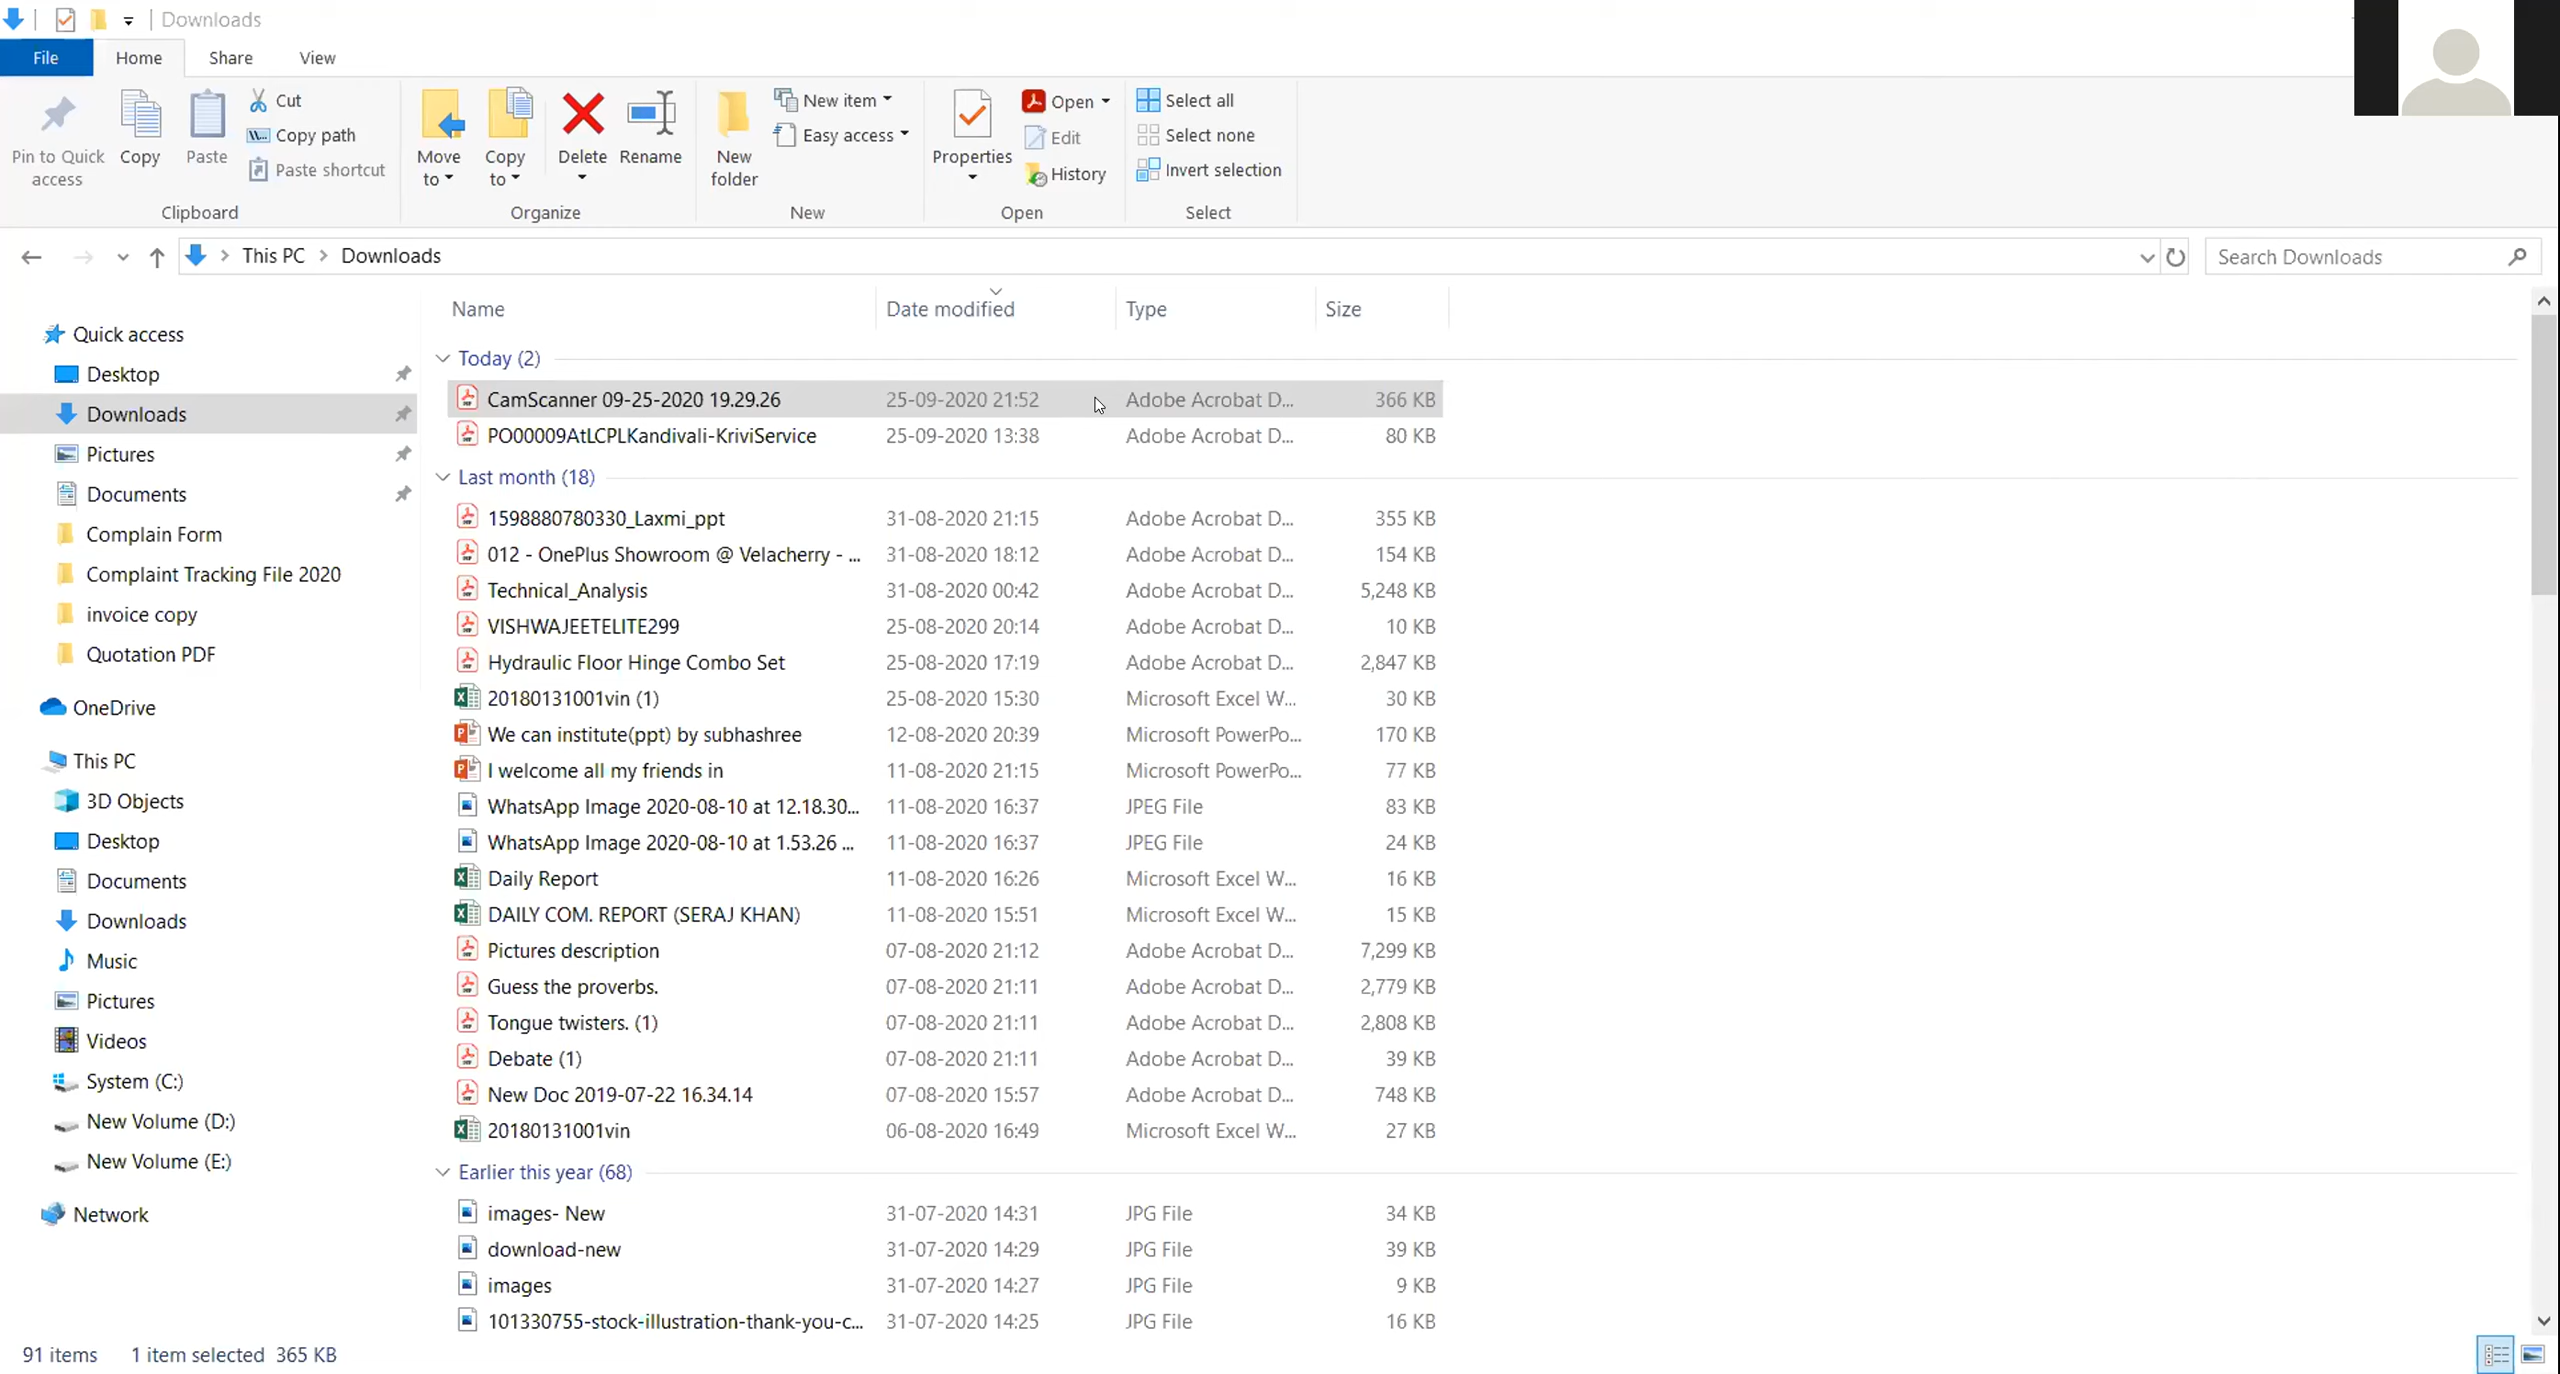 Downloads
File Home Share View
Pin to Quick access
Copy
Paste
Cut
Copy path
Paste shortcut
Clipboard
Move to
Copy to
Delete
Rename
Organize
New folder
New item
Easy access
New
Properties
Open
Edit
History
Open
Select all
Select none
Invert selection
Select
This PC Downloads
Search Downloads
Quick access
Desktop
Downloads
Pictures
Documents
Complain Form
Complaint Tracking File 2020
invoice copy
Quotation PDF
OneDrive
This PC
3D Objects
Desktop
Documents
Downloads
Music
Pictures
Videos
System (C:)
New Volume (D:)
New Volume (E:)
Network
Name Date modified Type Size
Today (2)
CamScanner 09-25-2020 19.29.26 25-09-2020 21:52 Adobe Acrobat D... 366 KB
PO00009AtLCPLKandivali-KriviService 25-09-2020 13:38 Adobe Acrobat D... 80 KB
Last month (18)
1598880780330_Laxmi_ppt 31-08-2020 21:15 Adobe Acrobat D... 355 KB
012 - OnePlus Showroom @ Velacherry - ... 31-08-2020 18:12 Adobe Acrobat D... 154 KB
Technical_Analysis 31-08-2020 00:42 Adobe Acrobat D... 5,248 KB
VISHWAJEETELITE299 25-08-2020 20:14 Adobe Acrobat D... 10 KB
Hydraulic Floor Hinge Combo Set 25-08-2020 17:19 Adobe Acrobat D... 2,847 KB
20180131001vin (1) 25-08-2020 15:30 Microsoft Excel W... 30 KB
We can institute(ppt) by subhashree 12-08-2020 20:39 Microsoft PowerPo... 170 KB
I welcome all my friends in 11-08-2020 21:15 Microsoft PowerPo... 77 KB
WhatsApp Image 2020-08-10 at 12.18.30... 11-08-2020 16:37 JPEG File 83 KB
WhatsApp Image 2020-08-10 at 1.53.26 ... 11-08-2020 16:37 JPEG File 24 KB
Daily Report 11-08-2020 16:26 Microsoft Excel W... 16 KB
DAILY COM. REPORT (SERAJ KHAN) 11-08-2020 15:51 Microsoft Excel W... 15 KB
Pictures description 07-08-2020 21:12 Adobe Acrobat D... 7,299 KB
Guess the proverbs. 07-08-2020 21:11 Adobe Acrobat D... 2,779 KB
Tongue twisters. (1) 07-08-2020 21:11 Adobe Acrobat D... 2,808 KB
Debate (1) 07-08-2020 21:11 Adobe Acrobat D... 39 KB
New Doc 2019-07-22 16.34.14 07-08-2020 15:57 Adobe Acrobat D... 748 KB
20180131001vin 06-08-2020 16:49 Microsoft Excel W... 27 KB
Earlier this year (68)
images- New 31-07-2020 14:31 JPG File 34 KB
download-new 31-07-2020 14:29 JPG File 39 KB
images 31-07-2020 14:27 JPG File 9 KB
101330755-stock-illustration-thank-you-c... 31-07-2020 14:25 JPG File 16 KB
91 items 1 item selected 365 KB